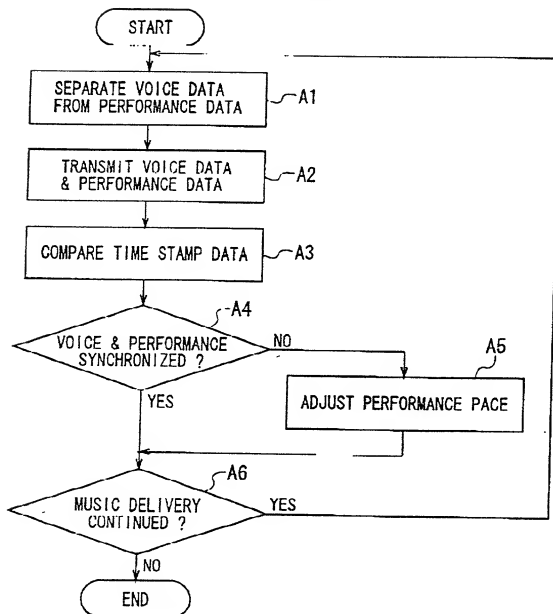 START
SEPARATE VOICE DATA
FROM PERFORMANCE DATA
A1
TRANSMIT VOICE DATA
& PERFORMANCE DATA
A2
COMPARE TIME STAMP DATA
A3
A4
VOICE & PERFORMANCE
SYNCHRONIZED ?
NO
YES
A5
ADJUST PERFORMANCE PACE
A6
MUSIC DELIVERY
CONTINUED ?
YES
NO
END